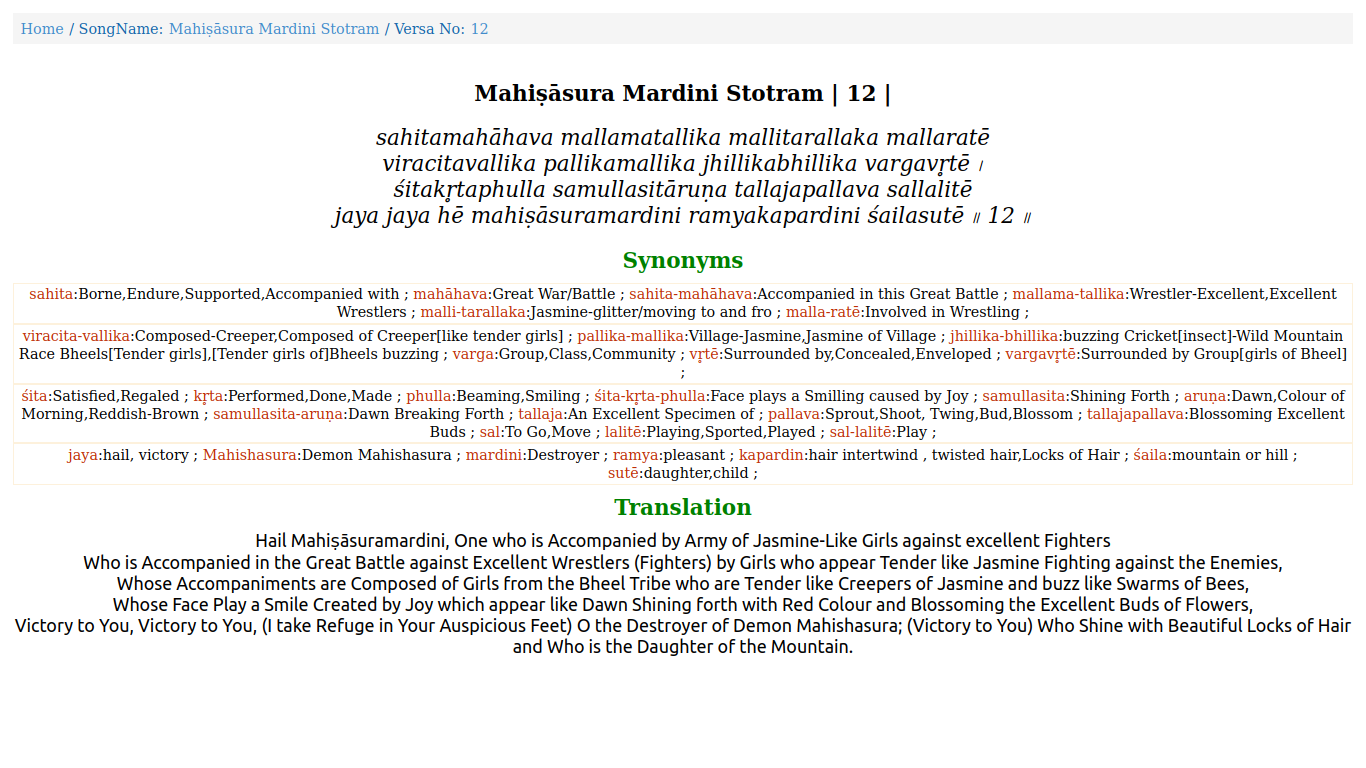 Home / SongName: Mahiṣāsura Mardini Stotram / Versa No: 12
Mahiṣāsura Mardini Stotram | 12 |
sahitamahāhava mallamatallika mallitarallaka mallaratē
viracitavallika pallikamallika jhillikabhillika vargavr̥tē ।
śitakr̥taphulla samullasitāruṇa tallajapallava sallalitē
jaya jaya hē mahiṣāsuramardini ramyakapardini śailasutē ॥ 12 ॥
Synonyms
sahita:Borne,Endure,Supported,Accompanied with ; mahāhava:Great War/Battle ; sahita-mahāhava:Accompanied in this Great Battle ; mallama-tallika:Wrestler-Excellent,Excellent
Wrestlers ; malli-tarallaka:Jasmine-glitter/moving to and fro ; malla-ratē:Involved in Wrestling ;
viracita-vallika:Composed-Creeper,Composed of Creeper[like tender girls] ; pallika-mallika:Village-Jasmine,Jasmine of Village ; jhillika-bhillika:buzzing Cricket[insect]-Wild Mountain
Race Bheels[Tender girls],[Tender girls of]Bheels buzzing ; varga:Group,Class,Community ; vr̥tē:Surrounded by,Concealed,Enveloped ; vargavr̥tē:Surrounded by Group[girls of Bheel]
;
śita:Satisfied,Regaled ; kr̥ta:Performed,Done,Made ; phulla:Beaming,Smiling ; śita-kr̥ta-phulla:Face plays a Smilling caused by Joy ; samullasita:Shining Forth ; aruṇa:Dawn,Colour of
Morning,Reddish-Brown ; samullasita-aruṇa:Dawn Breaking Forth ; tallaja:An Excellent Specimen of ; pallava:Sprout,Shoot, Twing,Bud,Blossom ; tallajapallava:Blossoming Excellent
Buds ; sal:To Go,Move ; lalitē:Playing,Sported,Played ; sal-lalitē:Play ;
jaya:hail, victory ; Mahishasura:Demon Mahishasura ; mardini:Destroyer ; ramya:pleasant ; kapardin:hair intertwind , twisted hair,Locks of Hair ; śaila:mountain or hill ;
sutē:daughter,child ;
Translation
Hail Mahiṣāsuramardini, One who is Accompanied by Army of Jasmine-Like Girls against excellent Fighters
Who is Accompanied in the Great Battle against Excellent Wrestlers (Fighters) by Girls who appear Tender like Jasmine Fighting against the Enemies,
Whose Accompaniments are Composed of Girls from the Bheel Tribe who are Tender like Creepers of Jasmine and buzz like Swarms of Bees,
Whose Face Play a Smile Created by Joy which appear like Dawn Shining forth with Red Colour and Blossoming the Excellent Buds of Flowers,
Victory to You, Victory to You, (I take Refuge in Your Auspicious Feet) O the Destroyer of Demon Mahishasura; (Victory to You) Who Shine with Beautiful Locks of Hair
and Who is the Daughter of the Mountain.